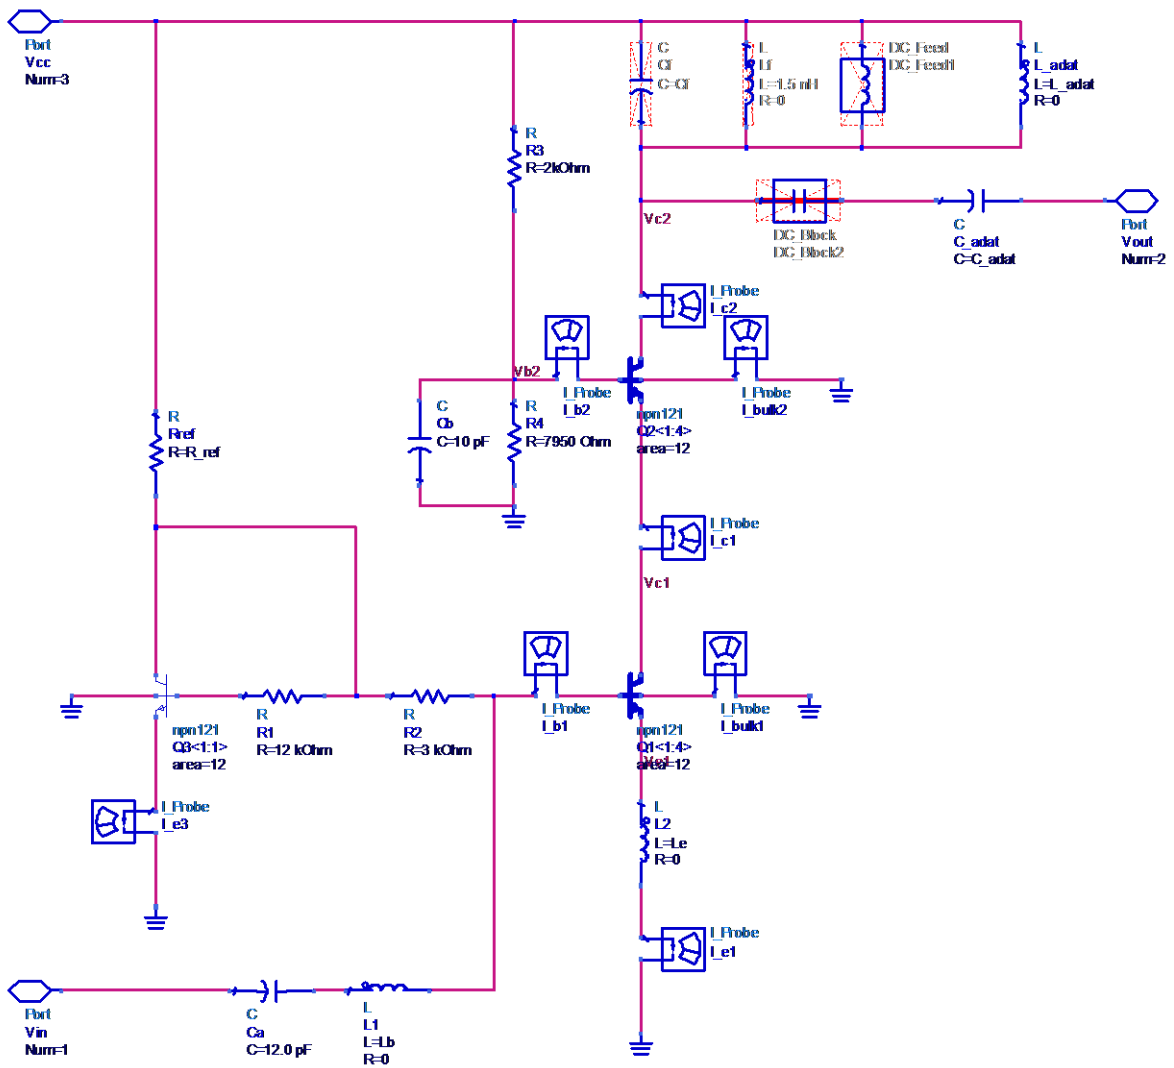 Port
Vcc
Num=3
C
Cf
C=Cf
L
Lf
L=1.5 nH
R=0
DC_Feed
DC_Feed1
L
L_adat
L=L_adat
R=0
R
R3
R=2kOhm
Vc2
DC_Block
DC_Block2
C
C_adat
C=C_adat
Port
Vout
Num=2
I_Probe
I_c2
Vb2
I_Probe
I_b2
I_Probe
I_bulk2
C
Cb
C=10 pF
R
R4
R=7950 Ohm
npn121
Q2<1:4>
area=12
R
Rref
R=R_ref
I_Probe
I_c1
Vc1
R
R1
R=12 kOhm
R
R2
R=3 kOhm
I_Probe
I_b1
I_Probe
I_bulk1
npn121
Q3<1:1>
area=12
npn121
Q1<1:4>
area=12
I_Probe
I_e3
L
L2
L=Le
R=0
I_Probe
I_e1
Port
Vin
Num=1
C
Ca
C=12.0 pF
L
L1
L=Lb
R=0